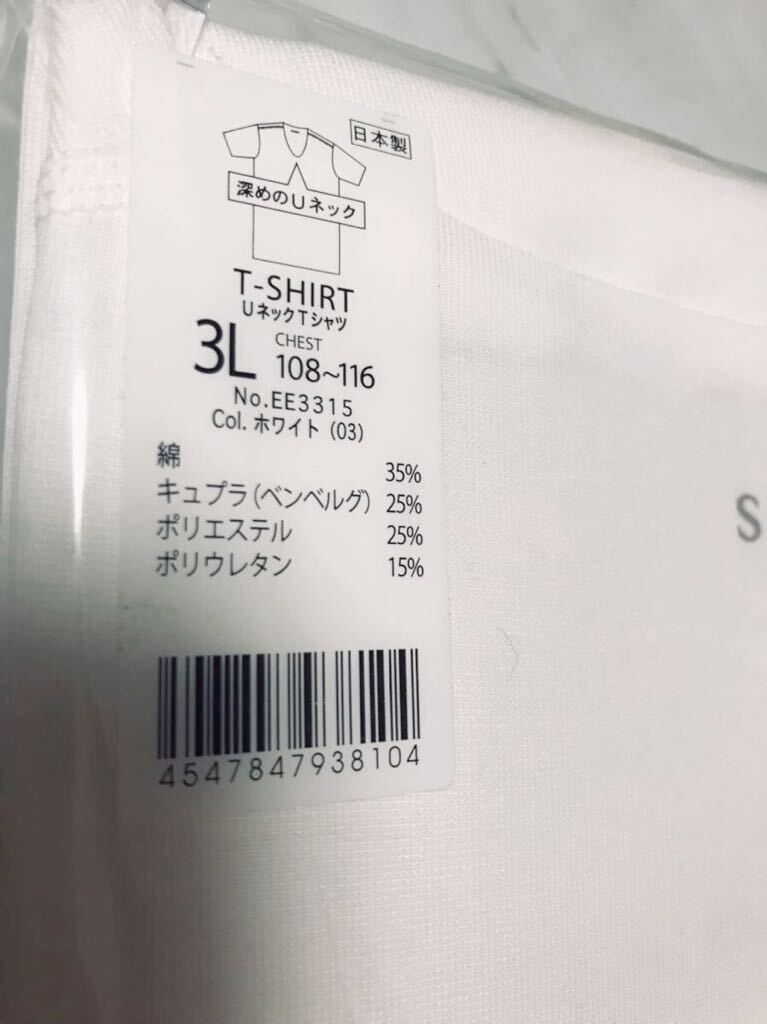 日本製
深めのUネック
T-SHIRT
UネックTシャツ
3L CHEST 108~116
No.EE3315
Col. ホワイト (03)
綿 35%
キュプラ(ベンベルグ) 25%
ポリエステル 25%
ポリウレタン 15%
4547847938104
S